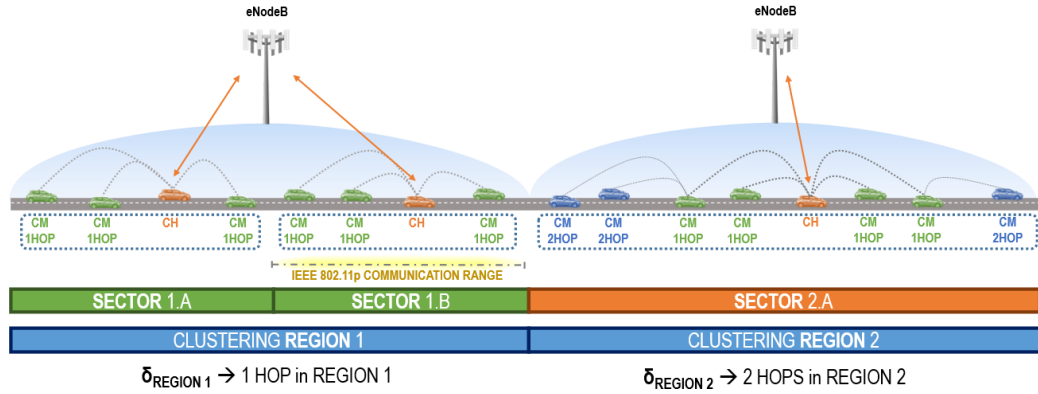 eNodeB
eNodeB
CM CM CH CM CM CM CH CM CM CM CM CM CH CM CM CM
1HOP 1HOP 1HOP 1HOP 1HOP 1HOP 2HOP 2HOP 1HOP 1HOP 1HOP 1HOP 2HOP
IEEE 802.11p COMMUNICATION RANGE
SECTOR 1.A SECTOR 1.B SECTOR 2.A
CLUSTERING REGION 1 CLUSTERING REGION 2
δREGION 1 → 1 HOP in REGION 1
δREGION 2 → 2 HOPS in REGION 2